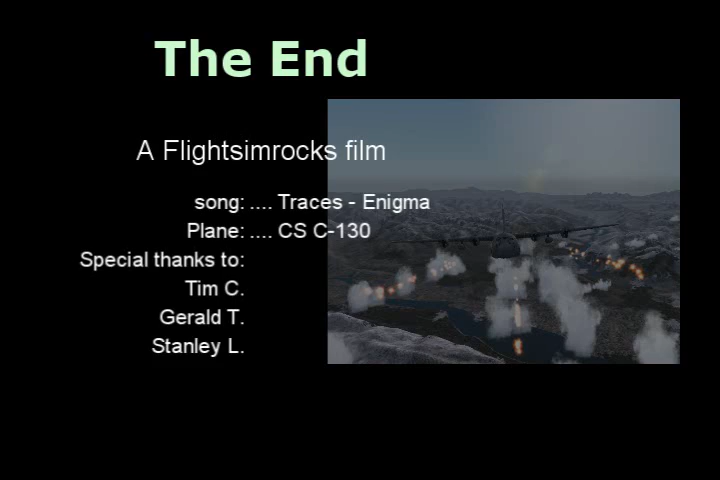 The End
A Flightsimrocks film
song: .... Traces - Enigma
Plane: .... CS C-130
Special thanks to:
Tim C.
Gerald T.
Stanley L.